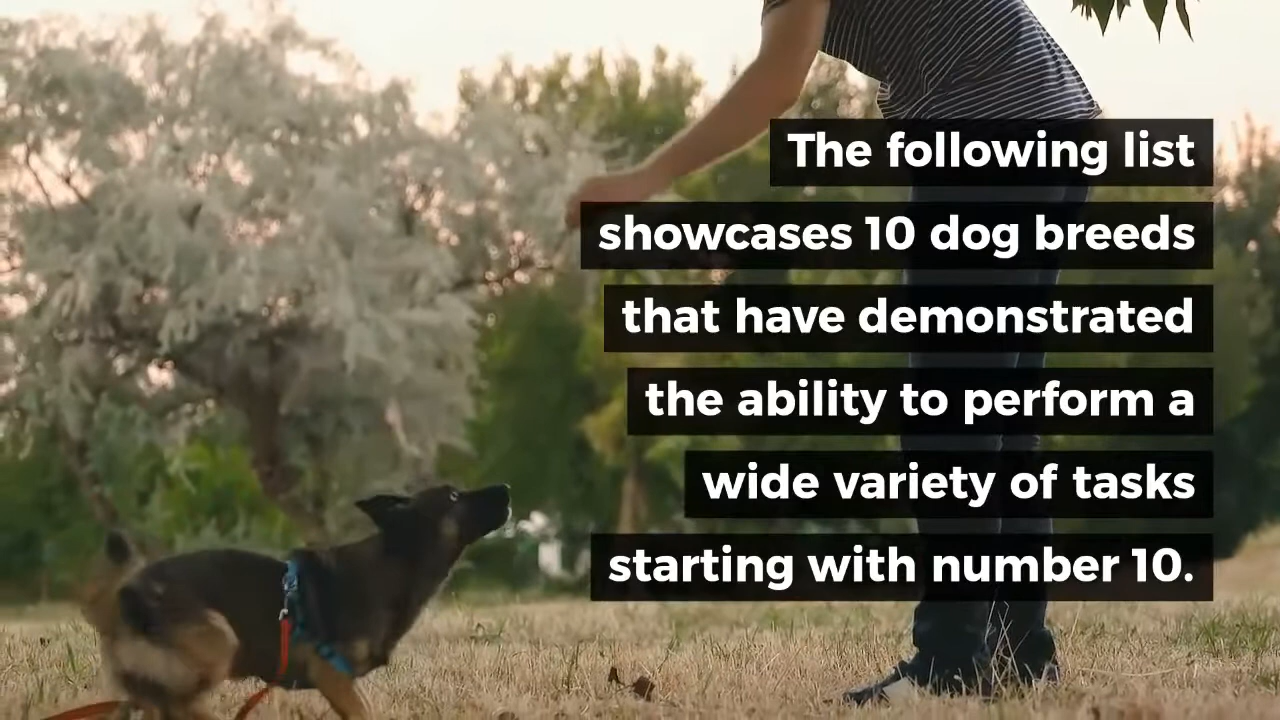 The following list
showcases 10 dog breeds
that have demonstrated
the ability to perform a
wide variety of tasks
starting with number 10.